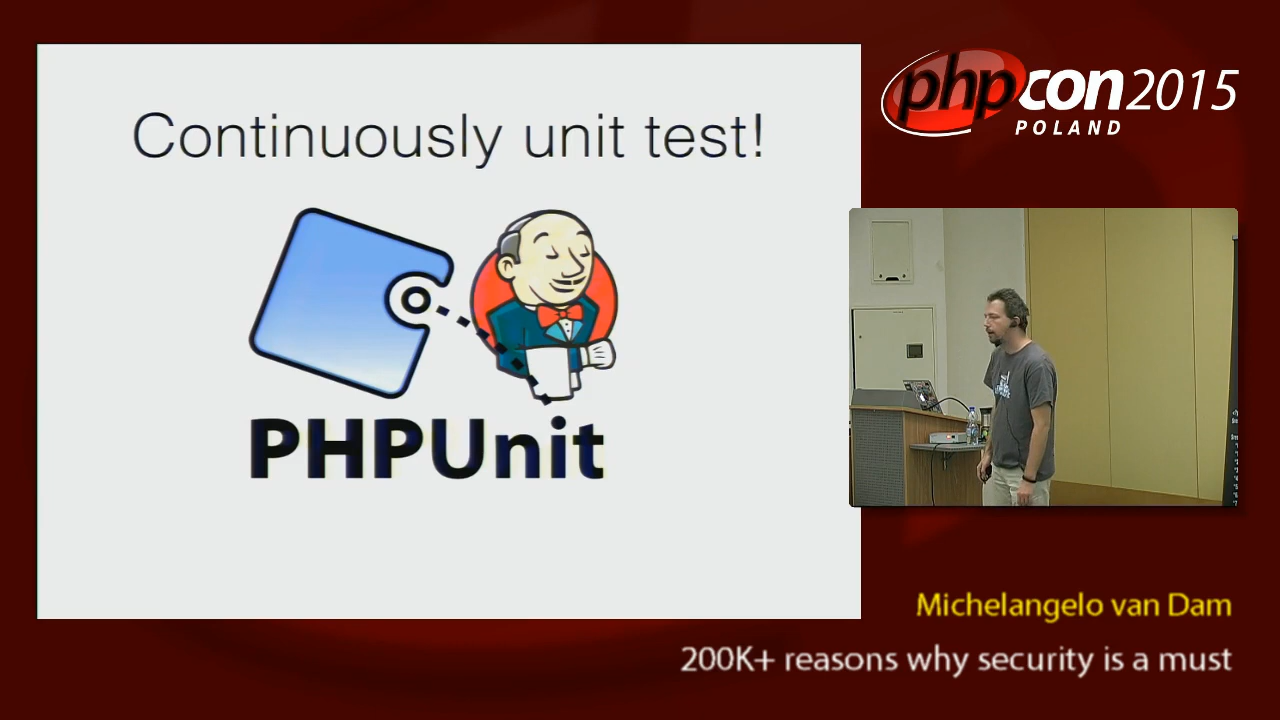 Continuously unit test!
PHPUnit
phpcon2015
POLAND
Michelangelo van Dam
200K+ reasons why security is a must